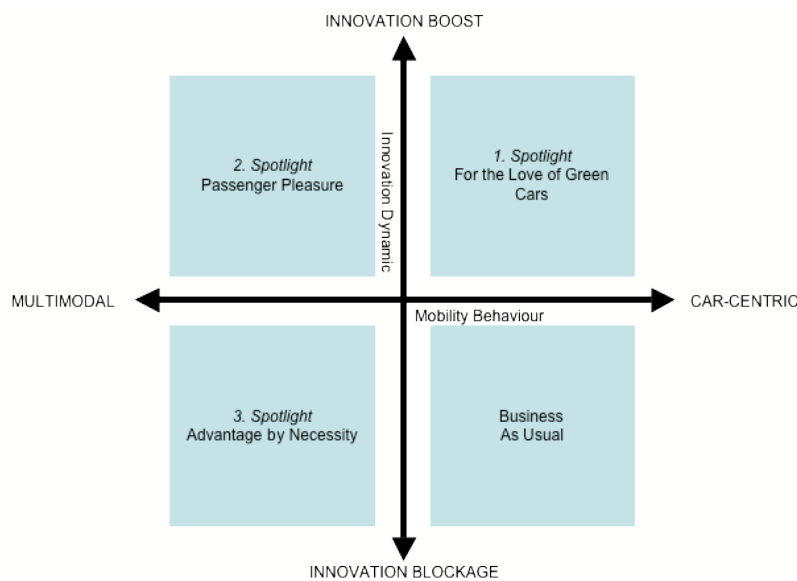 INNOVATION BOOST
2. Spotlight
Passenger Pleasure
Innovation Dynamic
1. Spotlight
For the Love of Green
Cars
MULTIMODAL
CAR-CENTRIC
Mobility Behaviour
3. Spotlight
Advantage by Necessity
Business
As Usual
INNOVATION BLOCKAGE